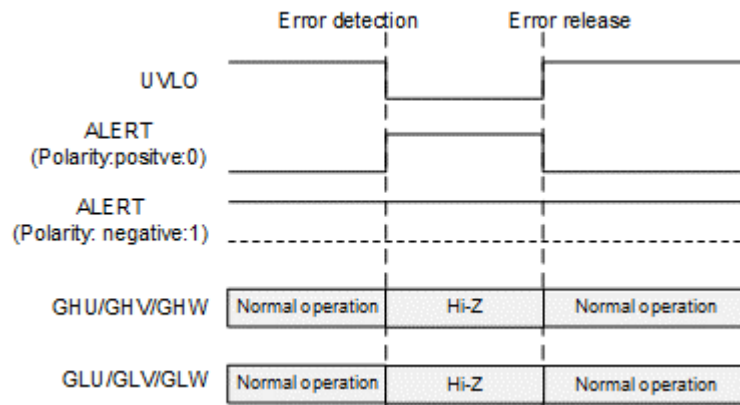 Error detection Error release
UVLO
ALERT
(Polarity:positve:0)
ALERT
(Polarity: negative:1)
GHU/GHV/GHW Normal operation Hi-Z Normal operation
GLU/GLV/GLW Normal operation Hi-Z Normal operation